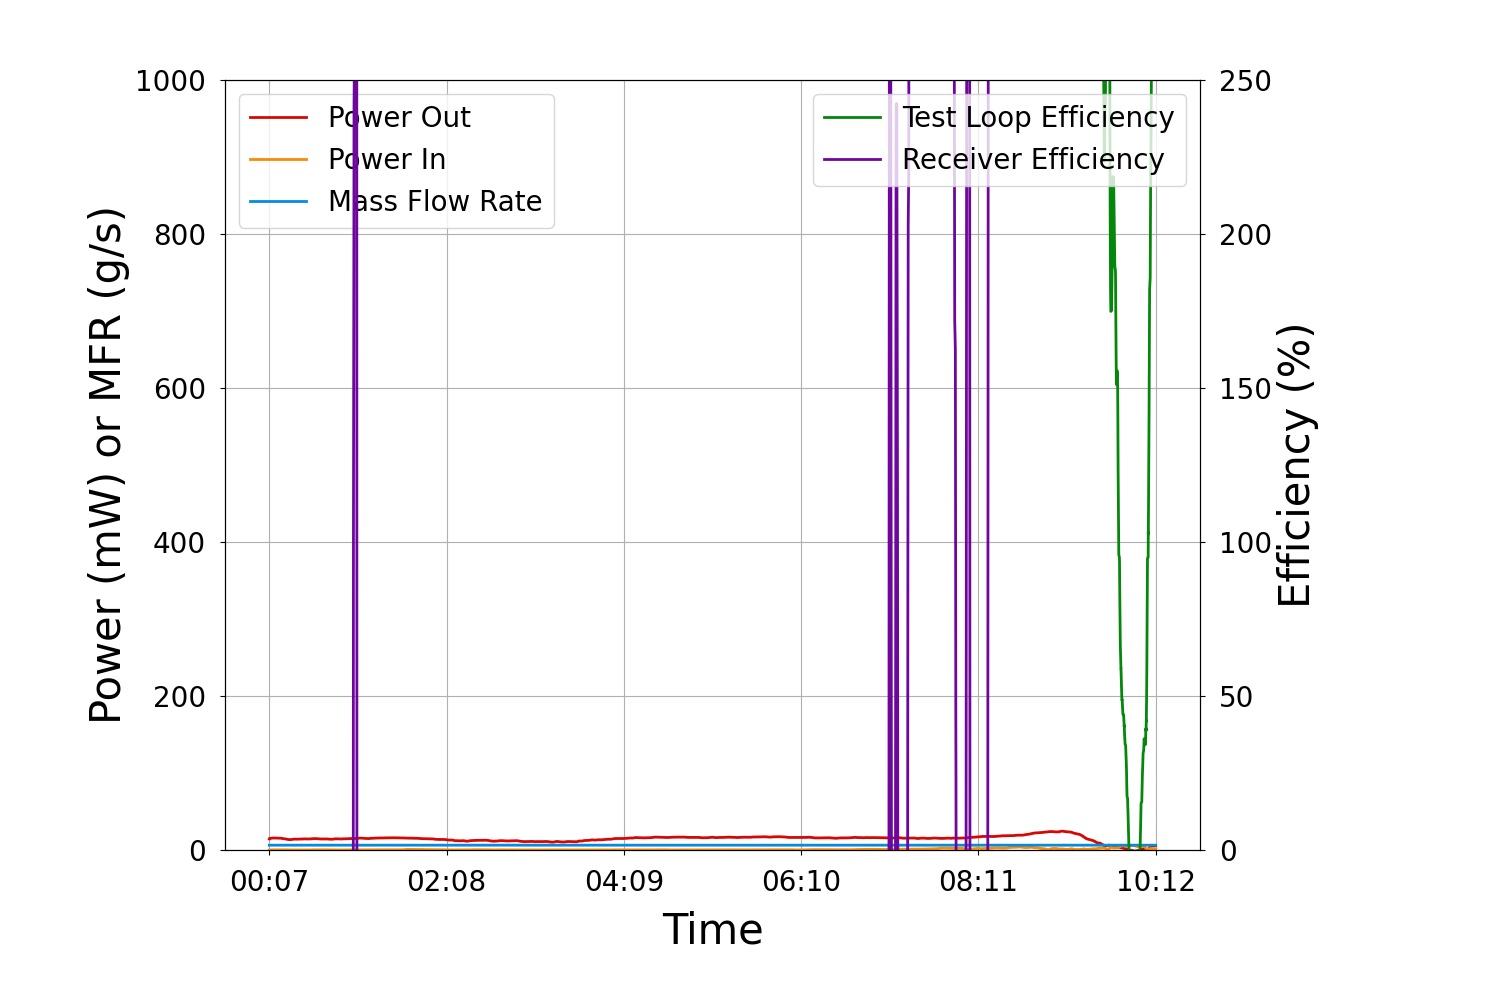 1000
800
600
400
200
0
Power (mW) or MFR (g/s)
Power Out
Power In
Mass Flow Rate
Test Loop Efficiency
Receiver Efficiency
250
200
150
100
50
0
Efficiency (%)
00:07 02:08 04:09 06:10 08:11 10:12
Time